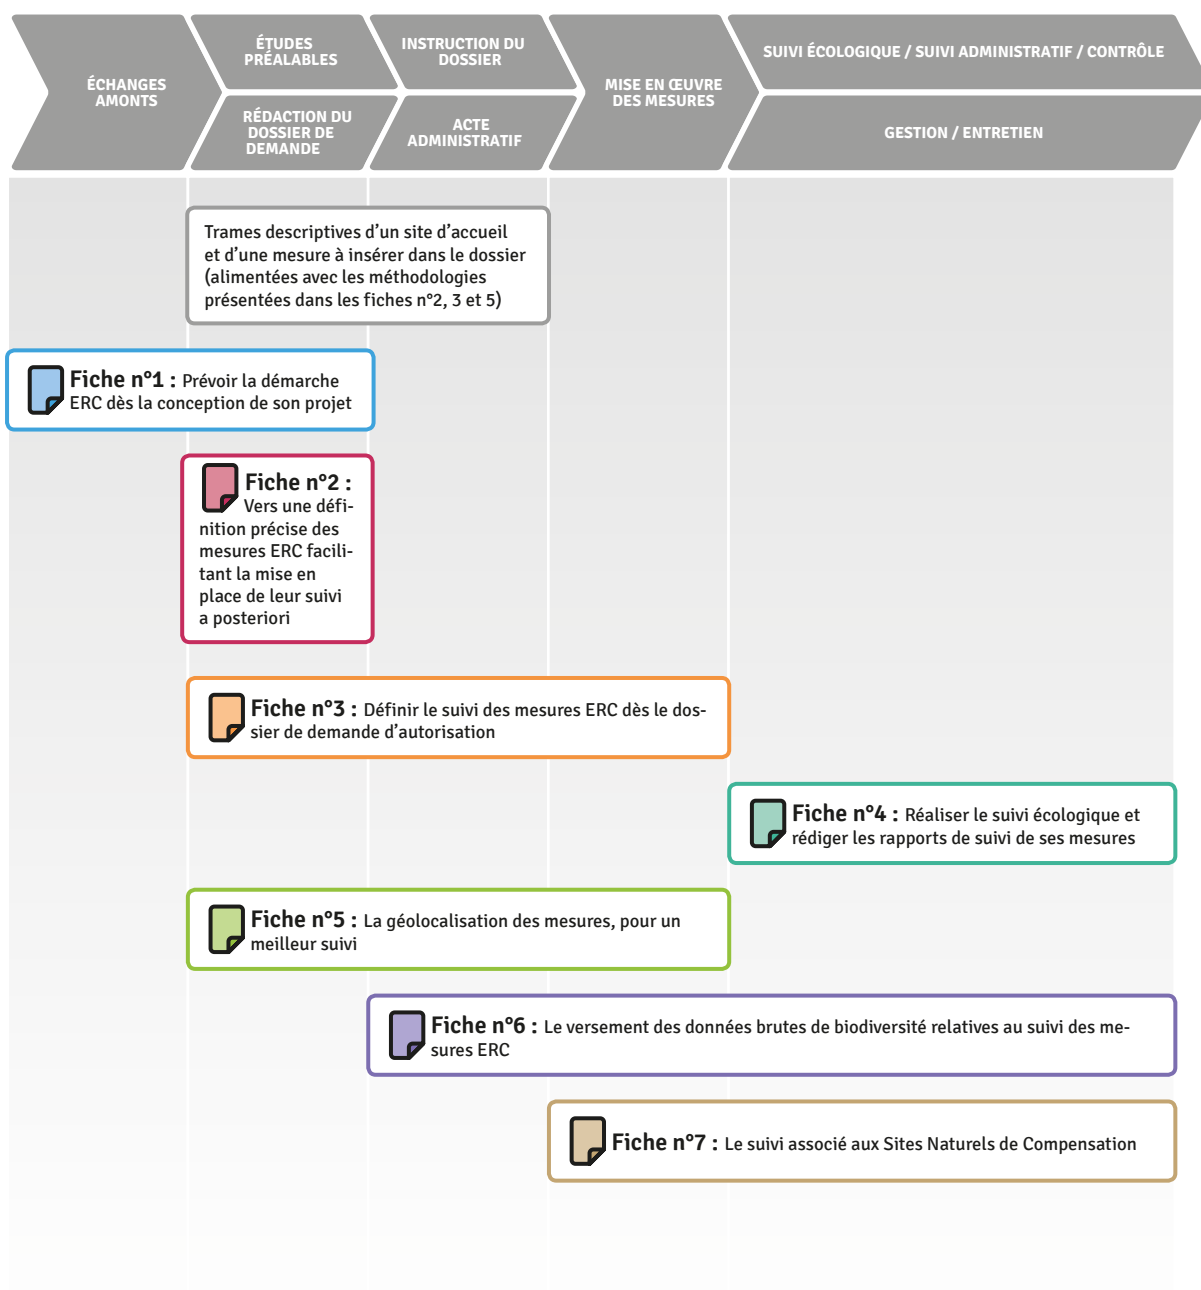 ÉCHANGES
AMONTS
ÉTUDES
PRÉALABLES
RÉDACTION DU
DOSSIER DE
DEMANDE
INSTRUCTION DU
DOSSIER
ACTE
ADMINISTRATIF
MISE EN ŒUVRE
DES MESURES
SUIVI ÉCOLOGIQUE / SUIVI ADMINISTRATIF / CONTRÔLE
GESTION / ENTRETIEN
Trames descriptives d’un site d’accueil
et d’une mesure à insérer dans le dossier
(alimentées avec les méthodologies
présentées dans les fiches n°2, 3 et 5)
Fiche n°1 : Prévoir la démarche
ERC dès la conception de son projet
Fiche n°2 :
Vers une défi-
nition précise des
mesures ERC facili-
tant la mise en
place de leur suivi
a posteriori
Fiche n°3 : Définir le suivi des mesures ERC dès le dos-
sier de demande d’autorisation
Fiche n°4 : Réaliser le suivi écologique et
rédiger les rapports de suivi de ses mesures
Fiche n°5 : La géolocalisation des mesures, pour un
meilleur suivi
Fiche n°6 : Le versement des données brutes de biodiversité relatives au suivi des me-
sures ERC
Fiche n°7 : Le suivi associé aux Sites Naturels de Compensation